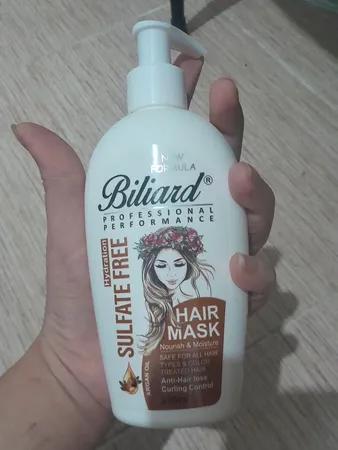 NEW
FORMULA
Biliard®
PROFESSIONAL
PERFORMANCE
Hydration
SULFATE FREE
ARGAN OIL
HAIR
MASK
Nourish & Moisture
SAFE FOR ALL HAIR
TYPES & COLOR
TREATED HAIR
Anti-Hair loss
Curling Control